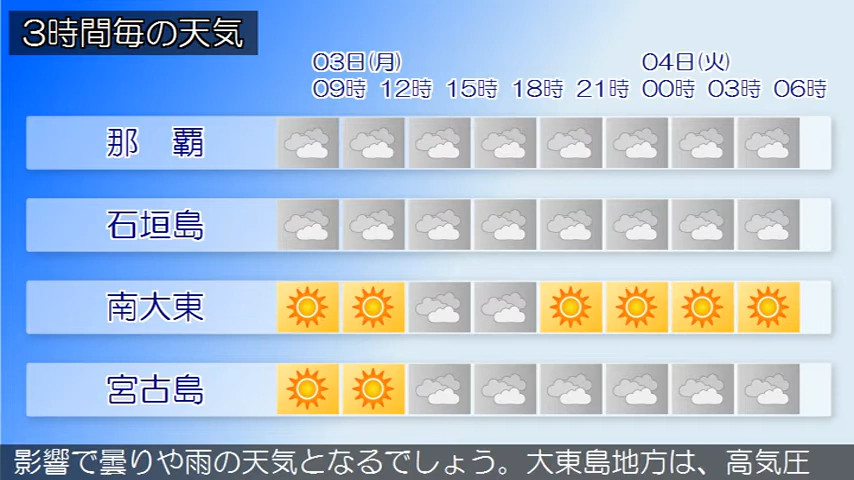 3時間毎の天気
03日(月) 04日(火)
09時 12時 15時 18時 21時 00時 03時 06時
那　覇
石垣島
南大東
宮古島
影響で曇りや雨の天気となるでしょう。大東島地方は、高気圧